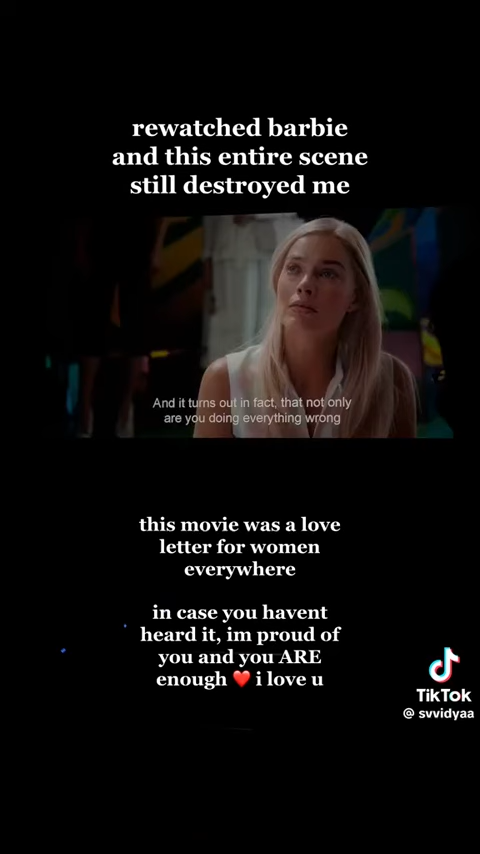 rewatched barbie
and this entire scene
still destroyed me
And it turns out in fact, that not only
are you doing everything wrong
this movie was a love
letter for women
everywhere
in case you havent
heard it, im proud of
you and you ARE
enough ❤️ i love u
TikTok
@ svvidyaa